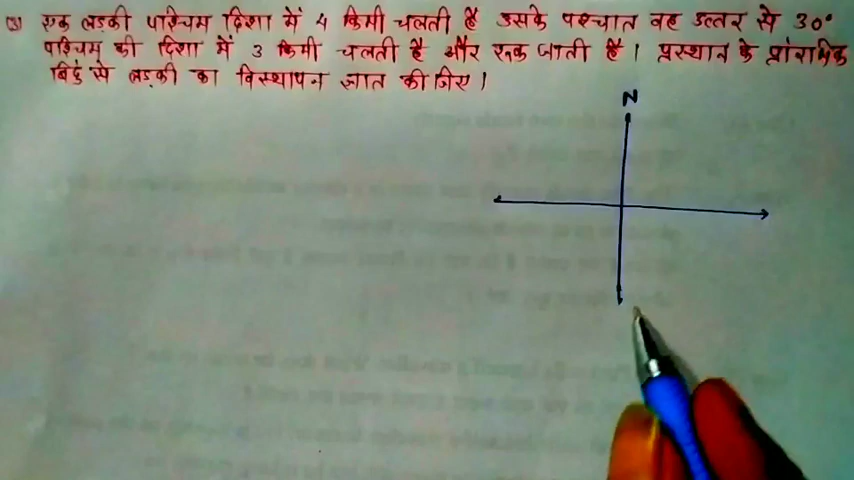 Q) एक लड़की पश्चिम दिशा में 4 किमी चलती है उसके पश्चात वह उत्तर से 30°
पश्चिम की दिशा में 3 किमी चलती है और रूक जाती है। प्रस्थान के प्रांरामिक
बिंदु से लड़की का विस्थापन ज्ञात कीजिए।
N